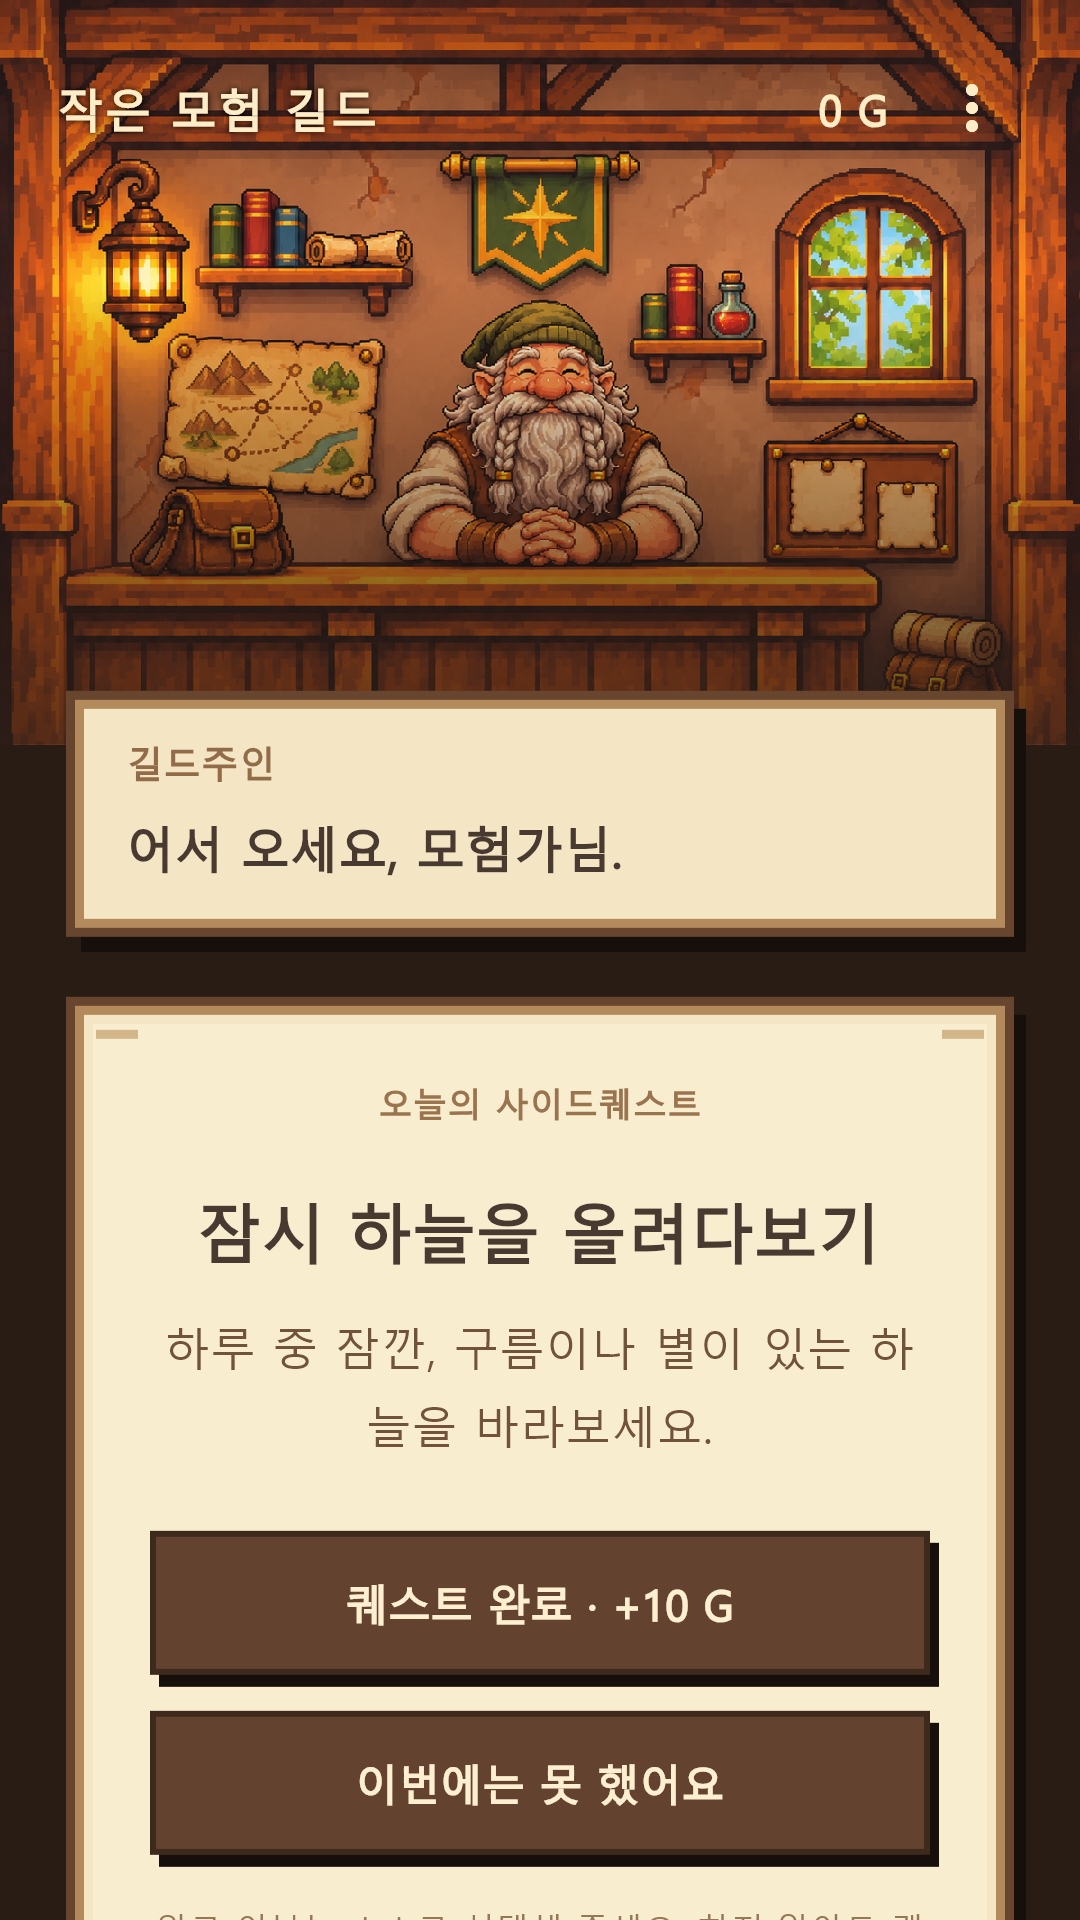 작은 모험 길드
0 G
길드주인
어서 오세요, 모험가님.
오늘의 사이드퀘스트
잠시 하늘을 올려다보기
하루 중 잠깐, 구름이나 별이 있는 하
늘을 바라보세요.
퀘스트 완료 · +10 G
이번에는 못 했어요